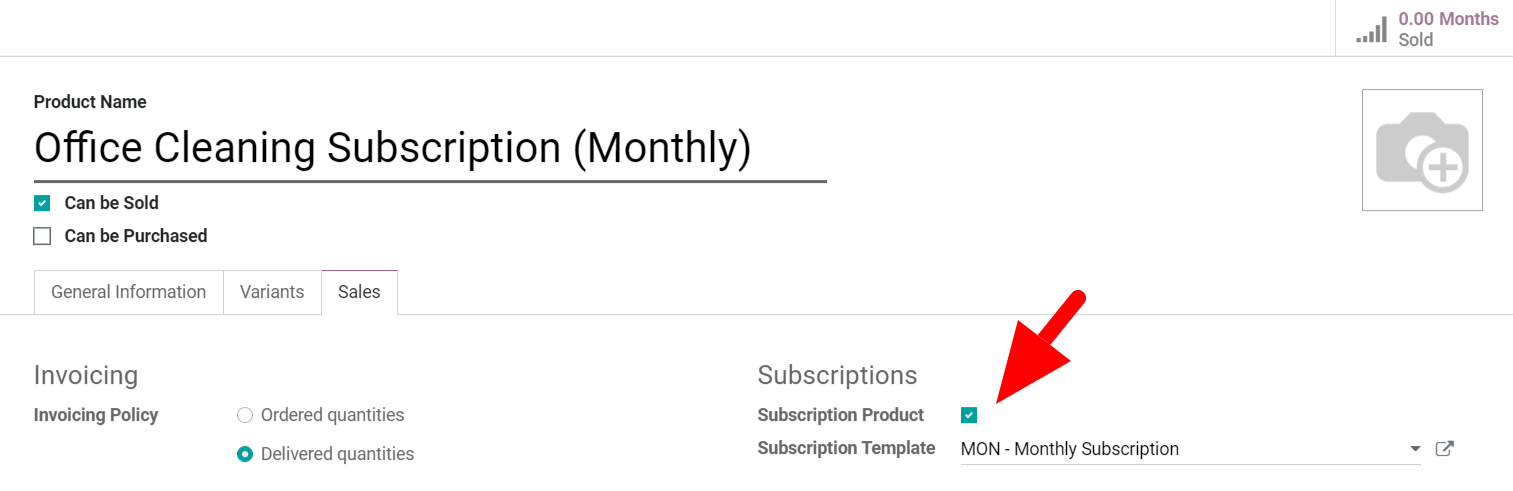 0.00 Months
Sold
Product Name
Office Cleaning Subscription (Monthly)
Can be Sold
Can be Purchased
General Information Variants Sales
Invoicing
Invoicing Policy Ordered quantities
Delivered quantities
Subscriptions
Subscription Product
Subscription Template MON - Monthly Subscription